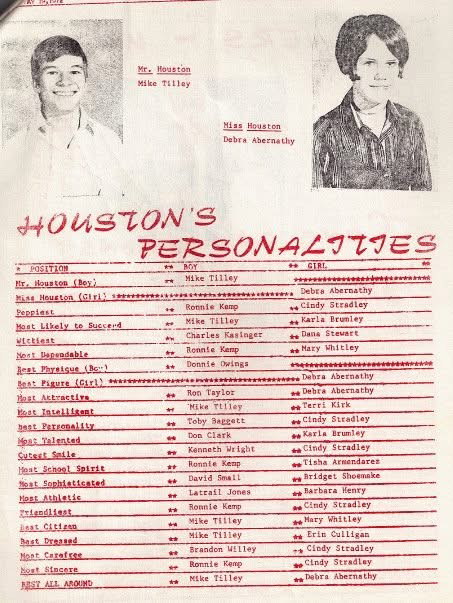 Mr. Houston
Mike Tilley
Miss Houston
Debra Abernathy
HOUSTON'S
PERSONALITIES
* POSITION ** BOY ** GIRL **
Mr. Houston (Boy) ** Mike Tilley ******************************
Miss Houston (Girl) ******************************************** Debra Abernathy
Peppiest ** Ronnie Kemp ** Cindy Stradley
Most Likely to Succeed ** Mike Tilley ** Karla Brumley
Wittiest ** Charles Kasinger ** Dana Stewart
Most Dependable ** Ronnie Kemp ** Mary Whitley
Best Physique (Boy) ** Donnie Owings ******************************
Best Figure (Girl) ******************************************** Debra Abernathy
Most Attractive ** Ron Taylor ** Debra Abernathy
Most Intelligent ** Mike Tilley ** Terri Kirk
Best Personality ** Toby Baggett ** Cindy Stradley
Most Talented ** Don Clark ** Karla Brumley
Cutest Smile ** Kenneth Wright ** Cindy Stradley
Most School Spirit ** Ronnie Kemp ** Tisha Armendarez
Most Sophisticated ** David Small ** Bridget Shoemake
Most Athletic ** Latrail Jones ** Barbara Henry
Friendliest ** Ronnie Kemp ** Cindy Stradley
Best Citizen ** Mike Tilley ** Mary Whitley
Best Dressed ** Mike Tilley ** Erin Culligan
Most Carefree ** Brandon Willey ** Cindy Stradley
Most Sincere ** Ronnie Kemp ** Cindy Stradley
BEST ALL AROUND ** Mike Tilley ** Debra Abernathy